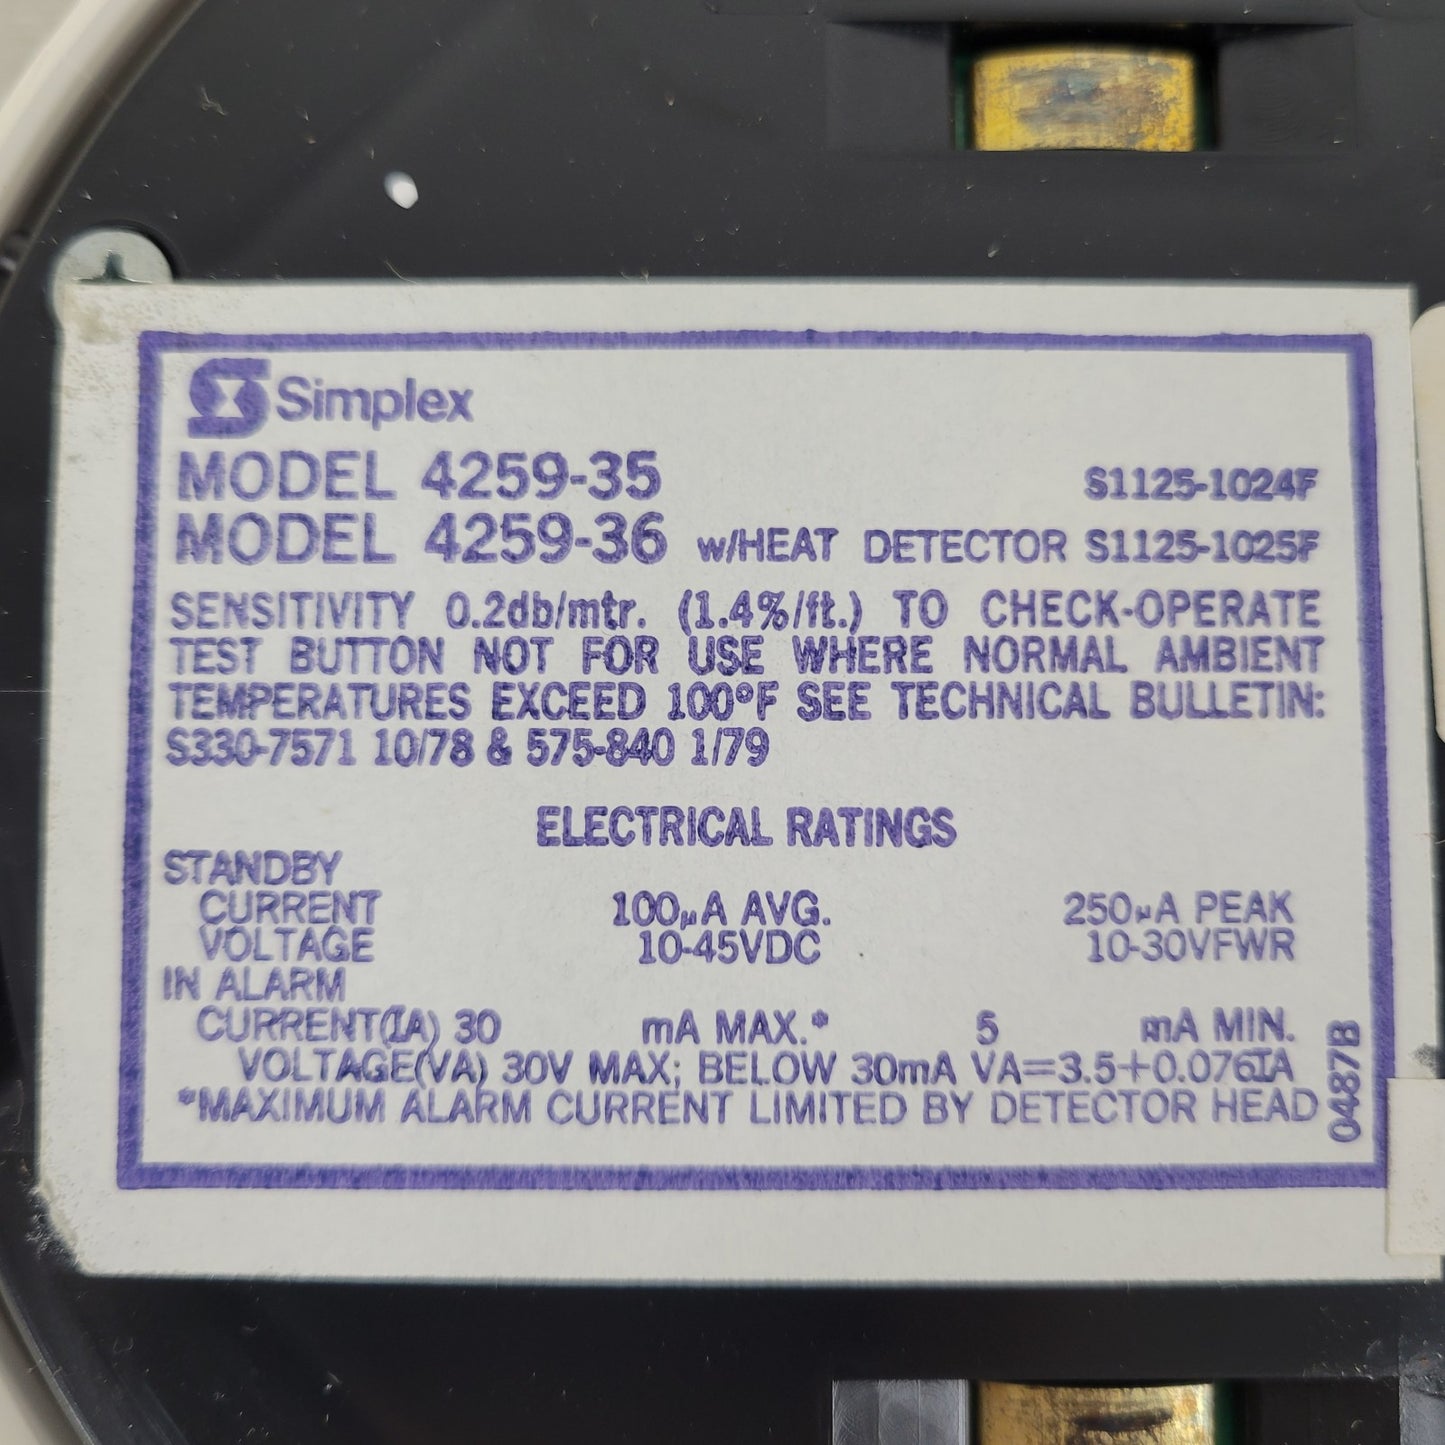 Simplex
MODEL 4259-35 S1125-1024F
MODEL 4259-36 w/HEAT DETECTOR S1125-1025F
SENSITIVITY 0.2db/mtr. (1.4%/ft.) TO CHECK-OPERATE
TEST BUTTON NOT FOR USE WHERE NORMAL AMBIENT
TEMPERATURES EXCEED 100°F SEE TECHNICAL BULLETIN:
S330-7571 10/78 & 575-840 1/79
ELECTRICAL RATINGS
STANDBY
CURRENT 100µA AVG. 250µA PEAK
VOLTAGE 10-45VDC 10-30VFWR
IN ALARM
CURRENT(IA) 30 mA MAX.* 5 mA MIN.
VOLTAGE(VA) 30V MAX; BELOW 30mA VA=3.5+0.076IA
*MAXIMUM ALARM CURRENT LIMITED BY DETECTOR HEAD
0487B